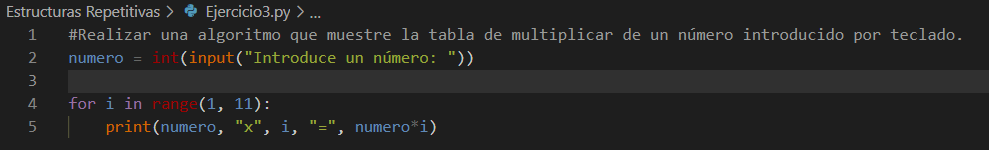 Estructuras Repetitivas > Ejercicio3.py > ...
1 #Realizar una algoritmo que muestre la tabla de multiplicar de un número introducido por teclado.
2 numero = int(input("Introduce un número: "))
3
4 for i in range(1, 11):
5     print(numero, "x", i, "=", numero*i)